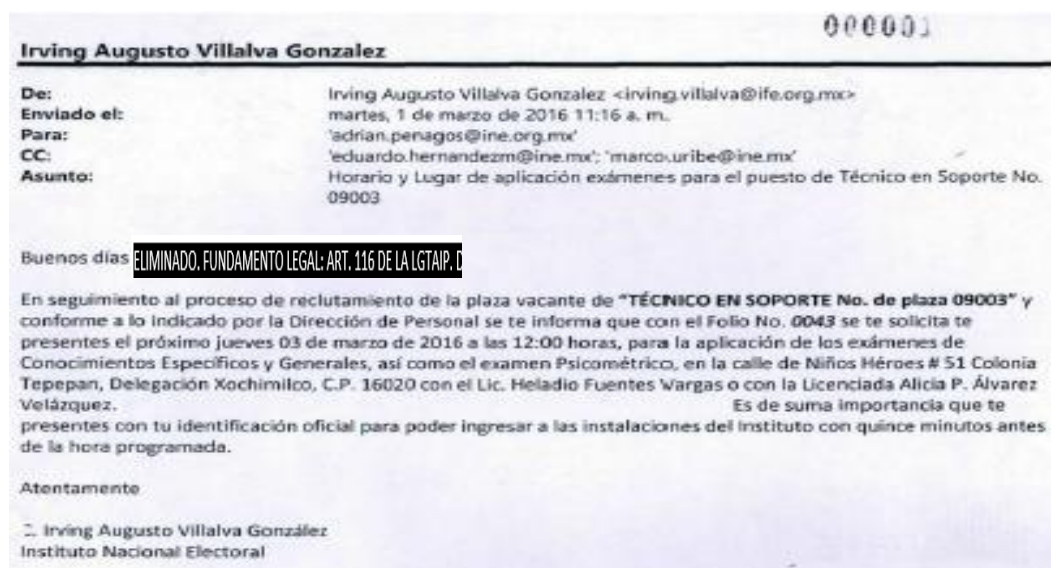 000001
Irving Augusto Villalva Gonzalez
De: Irving Augusto Villalva Gonzalez <irving.villalva@ife.org.mx>
Enviado el: martes, 1 de marzo de 2016 11:16 a. m.
Para: 'adrian.penagos@ine.org.mx'
CC: 'eduardo.hernandezm@ine.mx'; 'marco.uribe@ine.mx'
Asunto: Horario y Lugar de aplicación exámenes para el puesto de Técnico en Soporte No.
09003
Buenos días ELIMINADO. FUNDAMENTO LEGAL: ART. 116 DE LA LGTAIP. D
En seguimiento al proceso de reclutamiento de la plaza vacante de "TÉCNICO EN SOPORTE No. de plaza 09003" y
conforme a lo indicado por la Dirección de Personal se te informa que con el Folio No. 0043 se te solicita te
presentes el próximo jueves 03 de marzo de 2016 a las 12:00 horas, para la aplicación de los exámenes de
Conocimientos Específicos y Generales, así como el examen Psicométrico, en la calle de Niños Héroes # 51 Colonia
Tepepan, Delegación Xochimilco, C.P. 16020 con el Lic. Heladio Fuentes Vargas o con la Licenciada Alicia P. Álvarez
Velázquez. Es de suma importancia que te
presentes con tu identificación oficial para poder ingresar a las instalaciones del Instituto con quince minutos antes
de la hora programada.
Atentamente
Irving Augusto Villalva González
Instituto Nacional Electoral